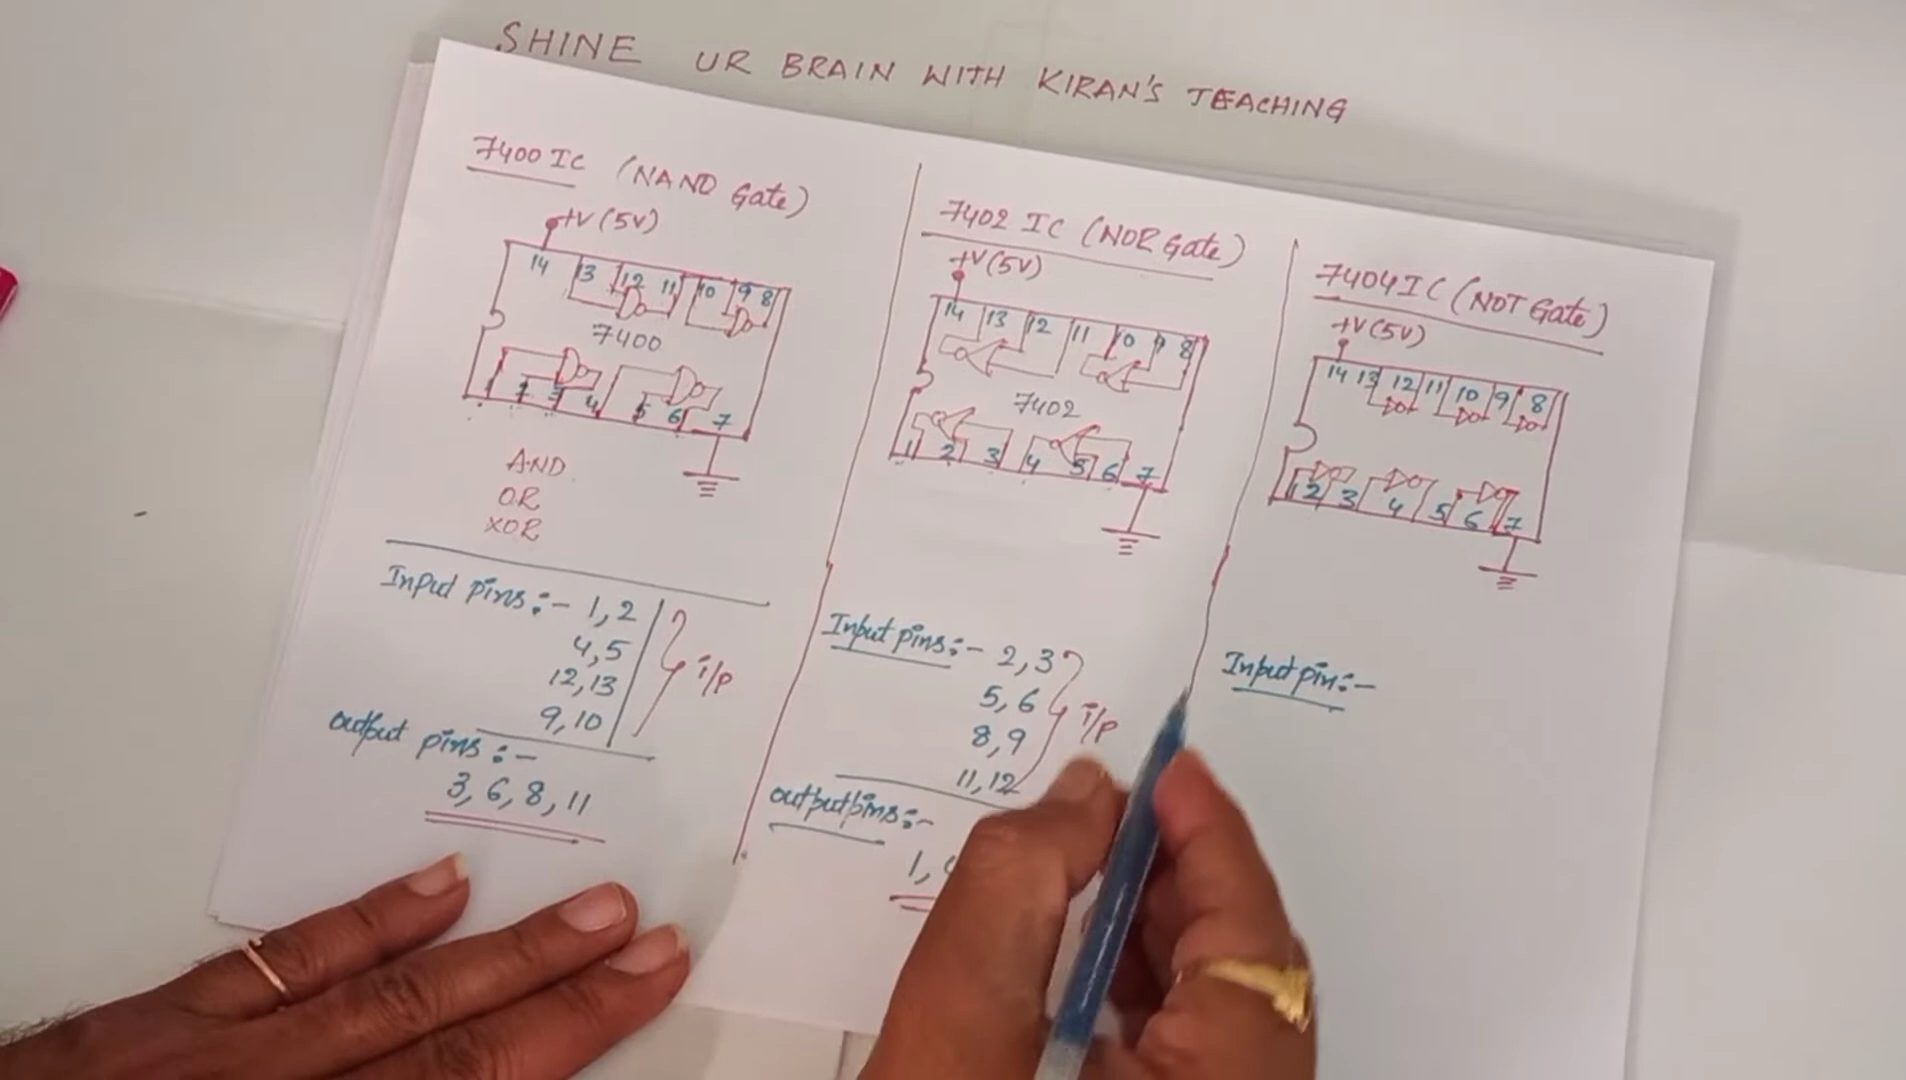 SHINE UR BRAIN WITH KIRAN'S TEACHING
7400 IC (NAND Gate)
+V (5V)
14 13 12 11 10 9 8
7400
1 2 3 4 5 6 7
AND
OR
XOR
Input pins:- 1, 2
4, 5
12, 13
9, 10
i/p
output pins:-
3, 6, 8, 11
7402 IC (NOR Gate)
+V (5V)
14 13 12 11 10 9 8
7402
1 2 3 4 5 6 7
Input pins:- 2, 3
5, 6
8, 9
11, 12
i/p
output pins:-
1,
7404 IC (NOT Gate)
+V (5V)
14 13 12 11 10 9 8
1 2 3 4 5 6 7
Input pin:-